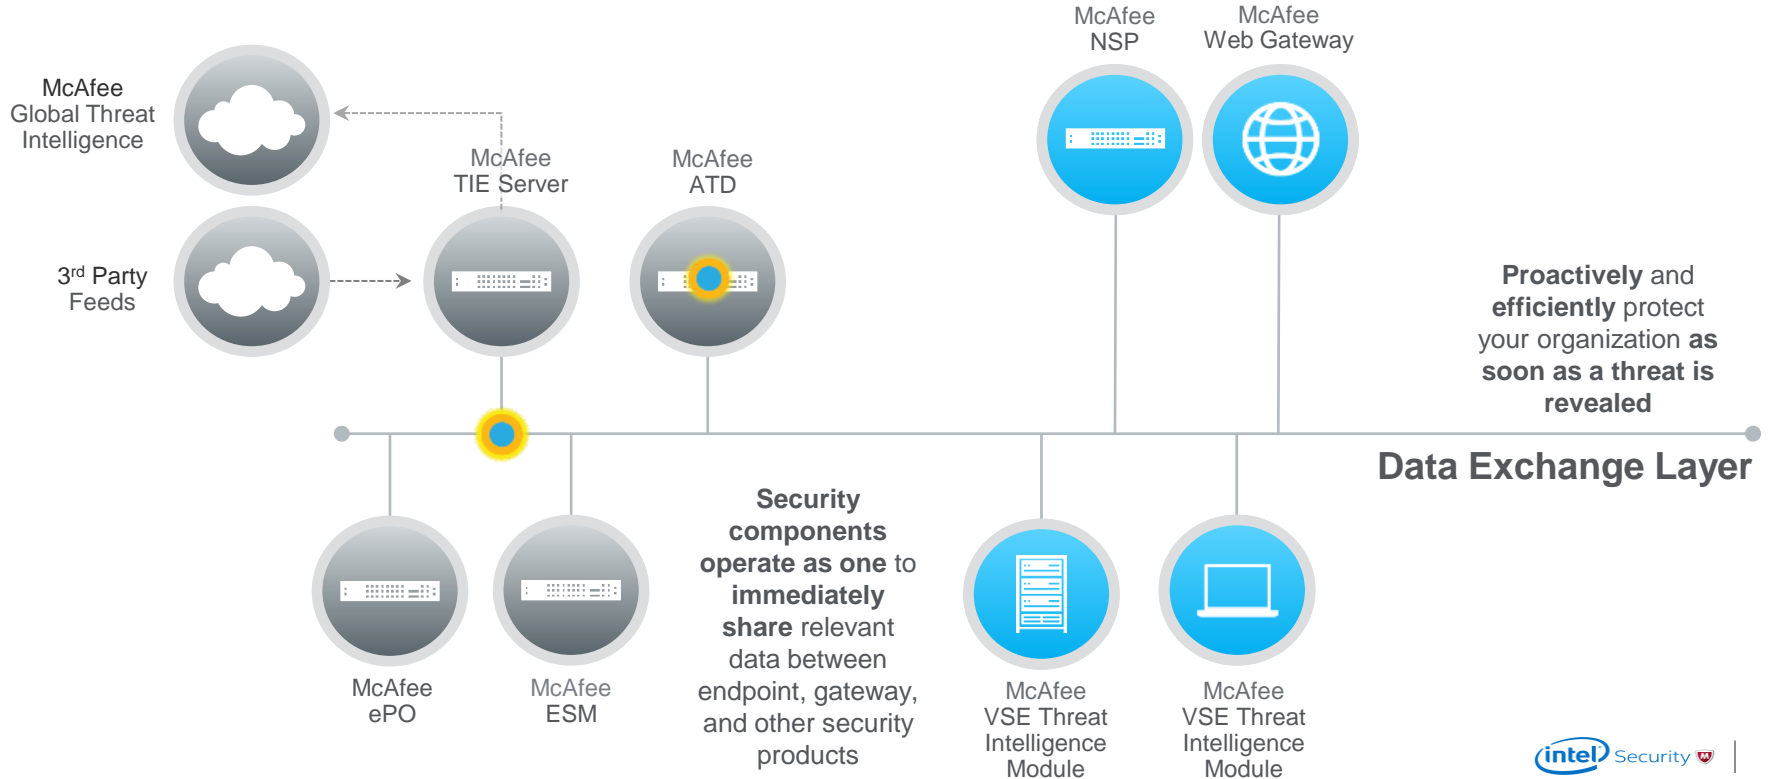 McAfee
NSP
McAfee
Web Gateway
McAfee
Global Threat
Intelligence
McAfee
TIE Server
McAfee
ATD
3rd Party
Feeds
Proactively and
efficiently protect
your organization as
soon as a threat is
revealed
Data Exchange Layer
Security
components
operate as one to
immediately
share relevant
data between
endpoint, gateway,
and other security
products
McAfee
ePO
McAfee
ESM
McAfee
VSE Threat
Intelligence
Module
McAfee
VSE Threat
Intelligence
Module
intel Security